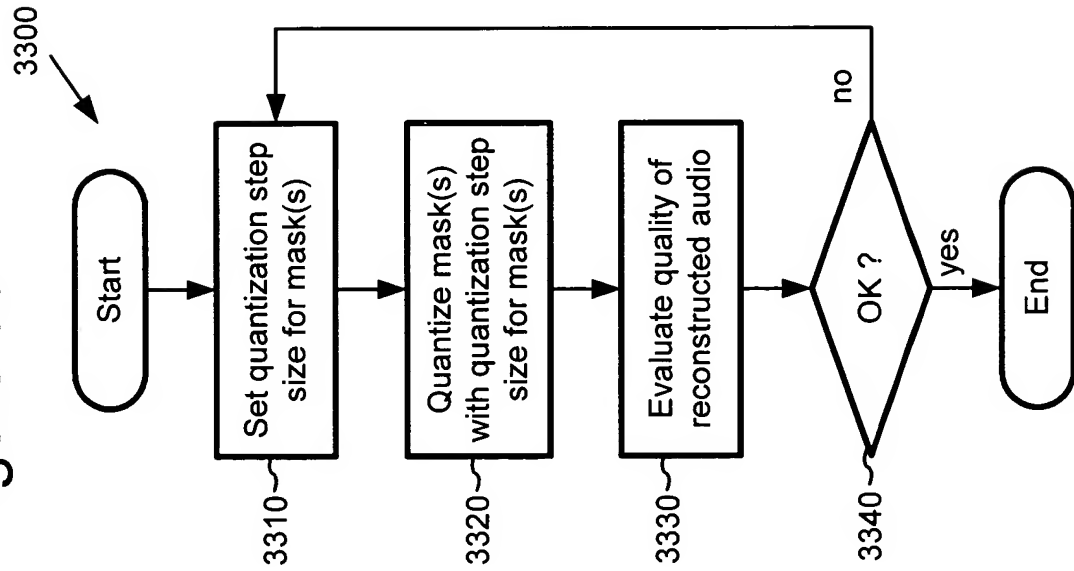 3300
Start
Set quantization step
size for mask(s)
3310
Quantize mask(s)
with quantization step
size for mask(s)
3320
Evaluate quality of
reconstructed audio
3330
OK ?
3340
no
yes
End